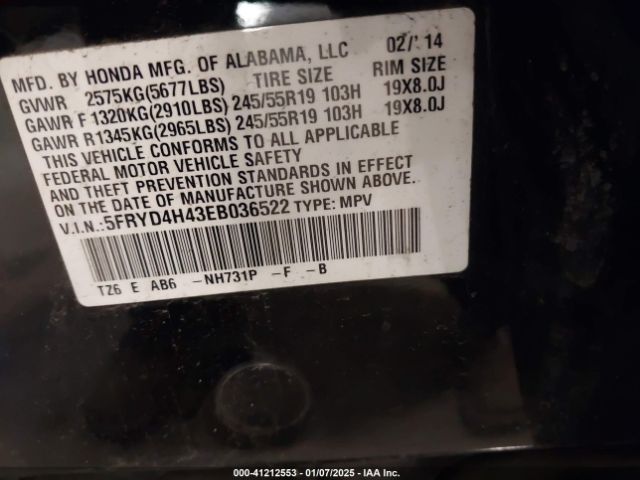 MFD. BY HONDA MFG. OF ALABAMA, LLC 02/'14
GVWR 2575KG(5677LBS) TIRE SIZE RIM SIZE
GAWR F 1320KG(2910LBS) 245/55R19 103H 19X8.0J
GAWR R1345KG(2965LBS) 245/55R19 103H 19X8.0J
THIS VEHICLE CONFORMS TO ALL APPLICABLE
FEDERAL MOTOR VEHICLE SAFETY
AND THEFT PREVENTION STANDARDS IN EFFECT
ON THE DATE OF MANUFACTURE SHOWN ABOVE.
V.I.N.:5FRYD4H43EB036522 TYPE: MPV
TZ6 E AB6 -NH731P -F -B
000-41212553 - 01/07/2025 - IAA Inc.